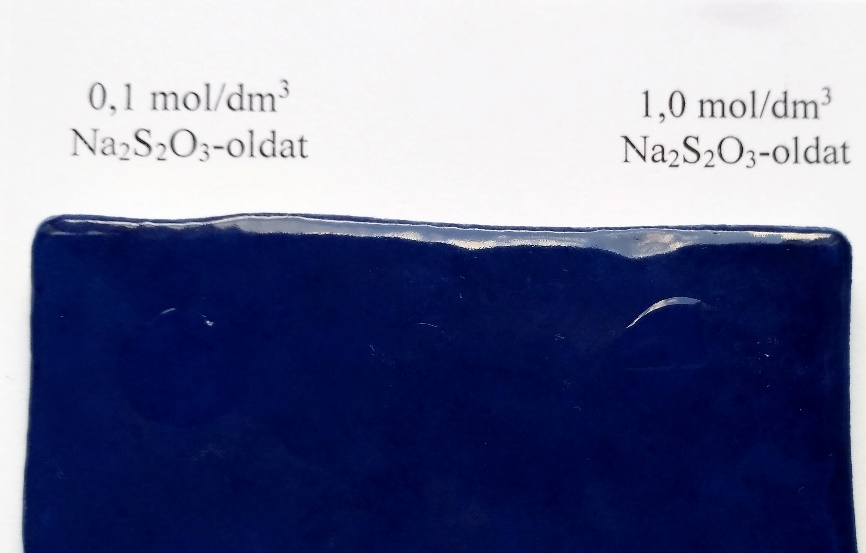 0,1 mol/dm³
Na₂S₂O₃-oldat
1,0 mol/dm³
Na₂S₂O₃-oldat